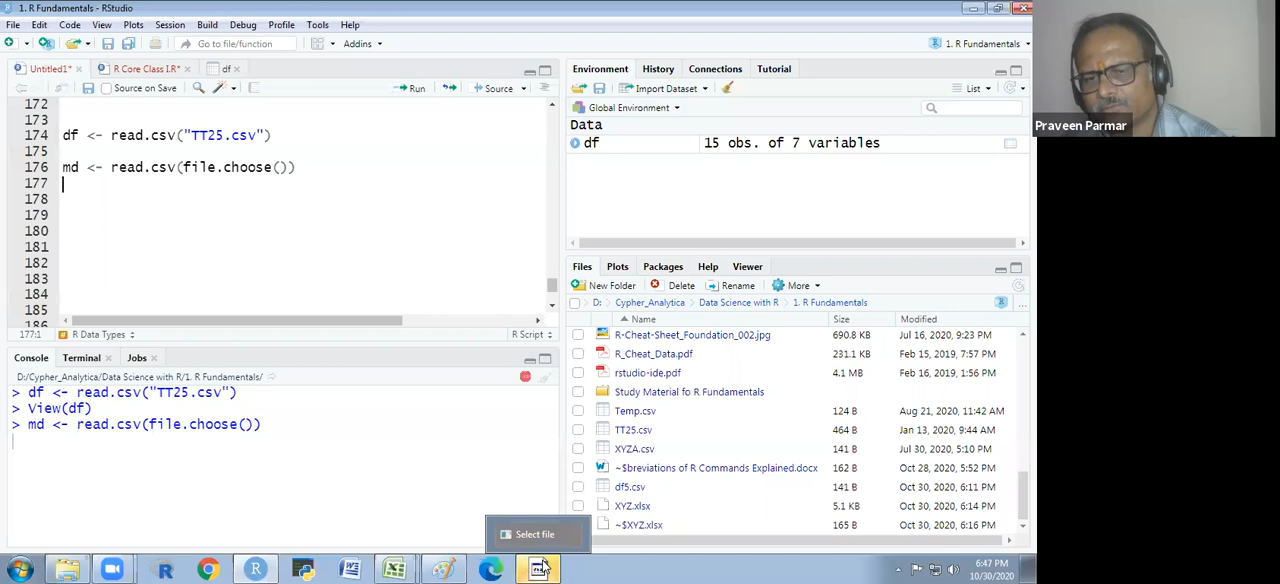 1. R Fundamentals - RStudio
File Edit Code View Plots Session Build Debug Profile Tools Help
Go to file/function Addins 1. R Fundamentals
Untitled1* R Core Class I.R* df
Source on Save Run Source
172
173
174 df <- read.csv("TT25.csv")
175
176 md <- read.csv(file.choose())
177
178
179
180
181
182
183
184
185
186
177:1 R Data Types R Script
Console Terminal Jobs
D:/Cypher_Analytica/Data Science with R/1. R Fundamentals/
> df <- read.csv("TT25.csv")
> View(df)
> md <- read.csv(file.choose())
Environment History Connections Tutorial
Import Dataset List
Global Environment
Data
df 15 obs. of 7 variables
Files Plots Packages Help Viewer
New Folder Delete Rename More
D: Cypher_Analytica Data Science with R 1. R Fundamentals
Name Size Modified
R-Cheat-Sheet_Foundation_002.jpg 690.8 KB Jul 16, 2020, 9:23 PM
R_Cheat_Data.pdf 231.1 KB Feb 15, 2019, 7:57 PM
rstudio-ide.pdf 4.1 MB Feb 16, 2019, 1:56 PM
Study Material fo R Fundamentals
Temp.csv 124 B Aug 21, 2020, 11:42 AM
TT25.csv 464 B Jan 13, 2020, 9:44 AM
XYZA.csv 141 B Jul 30, 2020, 5:10 PM
~$breviations of R Commands Explained.docx 162 B Oct 28, 2020, 5:52 PM
df5.csv 141 B Oct 30, 2020, 6:11 PM
XYZ.xlsx 5.1 KB Oct 30, 2020, 6:14 PM
~$XYZ.xlsx 165 B Oct 30, 2020, 6:16 PM
Select file
6:47 PM
10/30/2020
Praveen Parmar